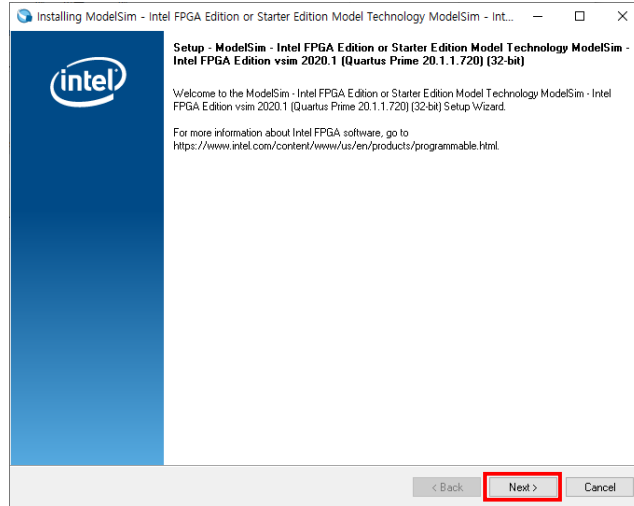 Installing ModelSim - Intel FPGA Edition or Starter Edition Model Technology ModelSim - Int...
Setup - ModelSim - Intel FPGA Edition or Starter Edition Model Technology ModelSim -
Intel FPGA Edition vsim 2020.1 (Quartus Prime 20.1.1.720) (32-bit)
intel
Welcome to the ModelSim - Intel FPGA Edition or Starter Edition Model Technology ModelSim - Intel
FPGA Edition vsim 2020.1 (Quartus Prime 20.1.1.720) (32-bit) Setup Wizard.
For more information about Intel FPGA software, go to
https://www.intel.com/content/www/us/en/products/programmable.html.
< Back
Next >
Cancel